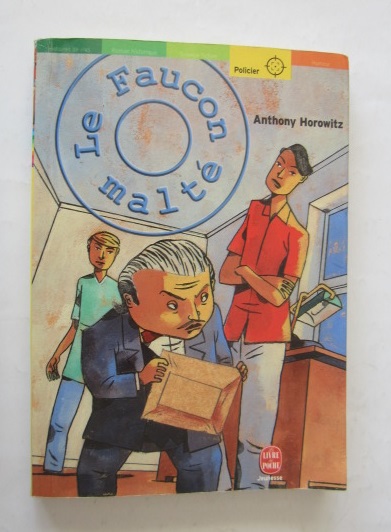 Policier
Le Faucon
malté
Anthony Horowitz
LE LIVRE
DE POCHE
Jeunesse